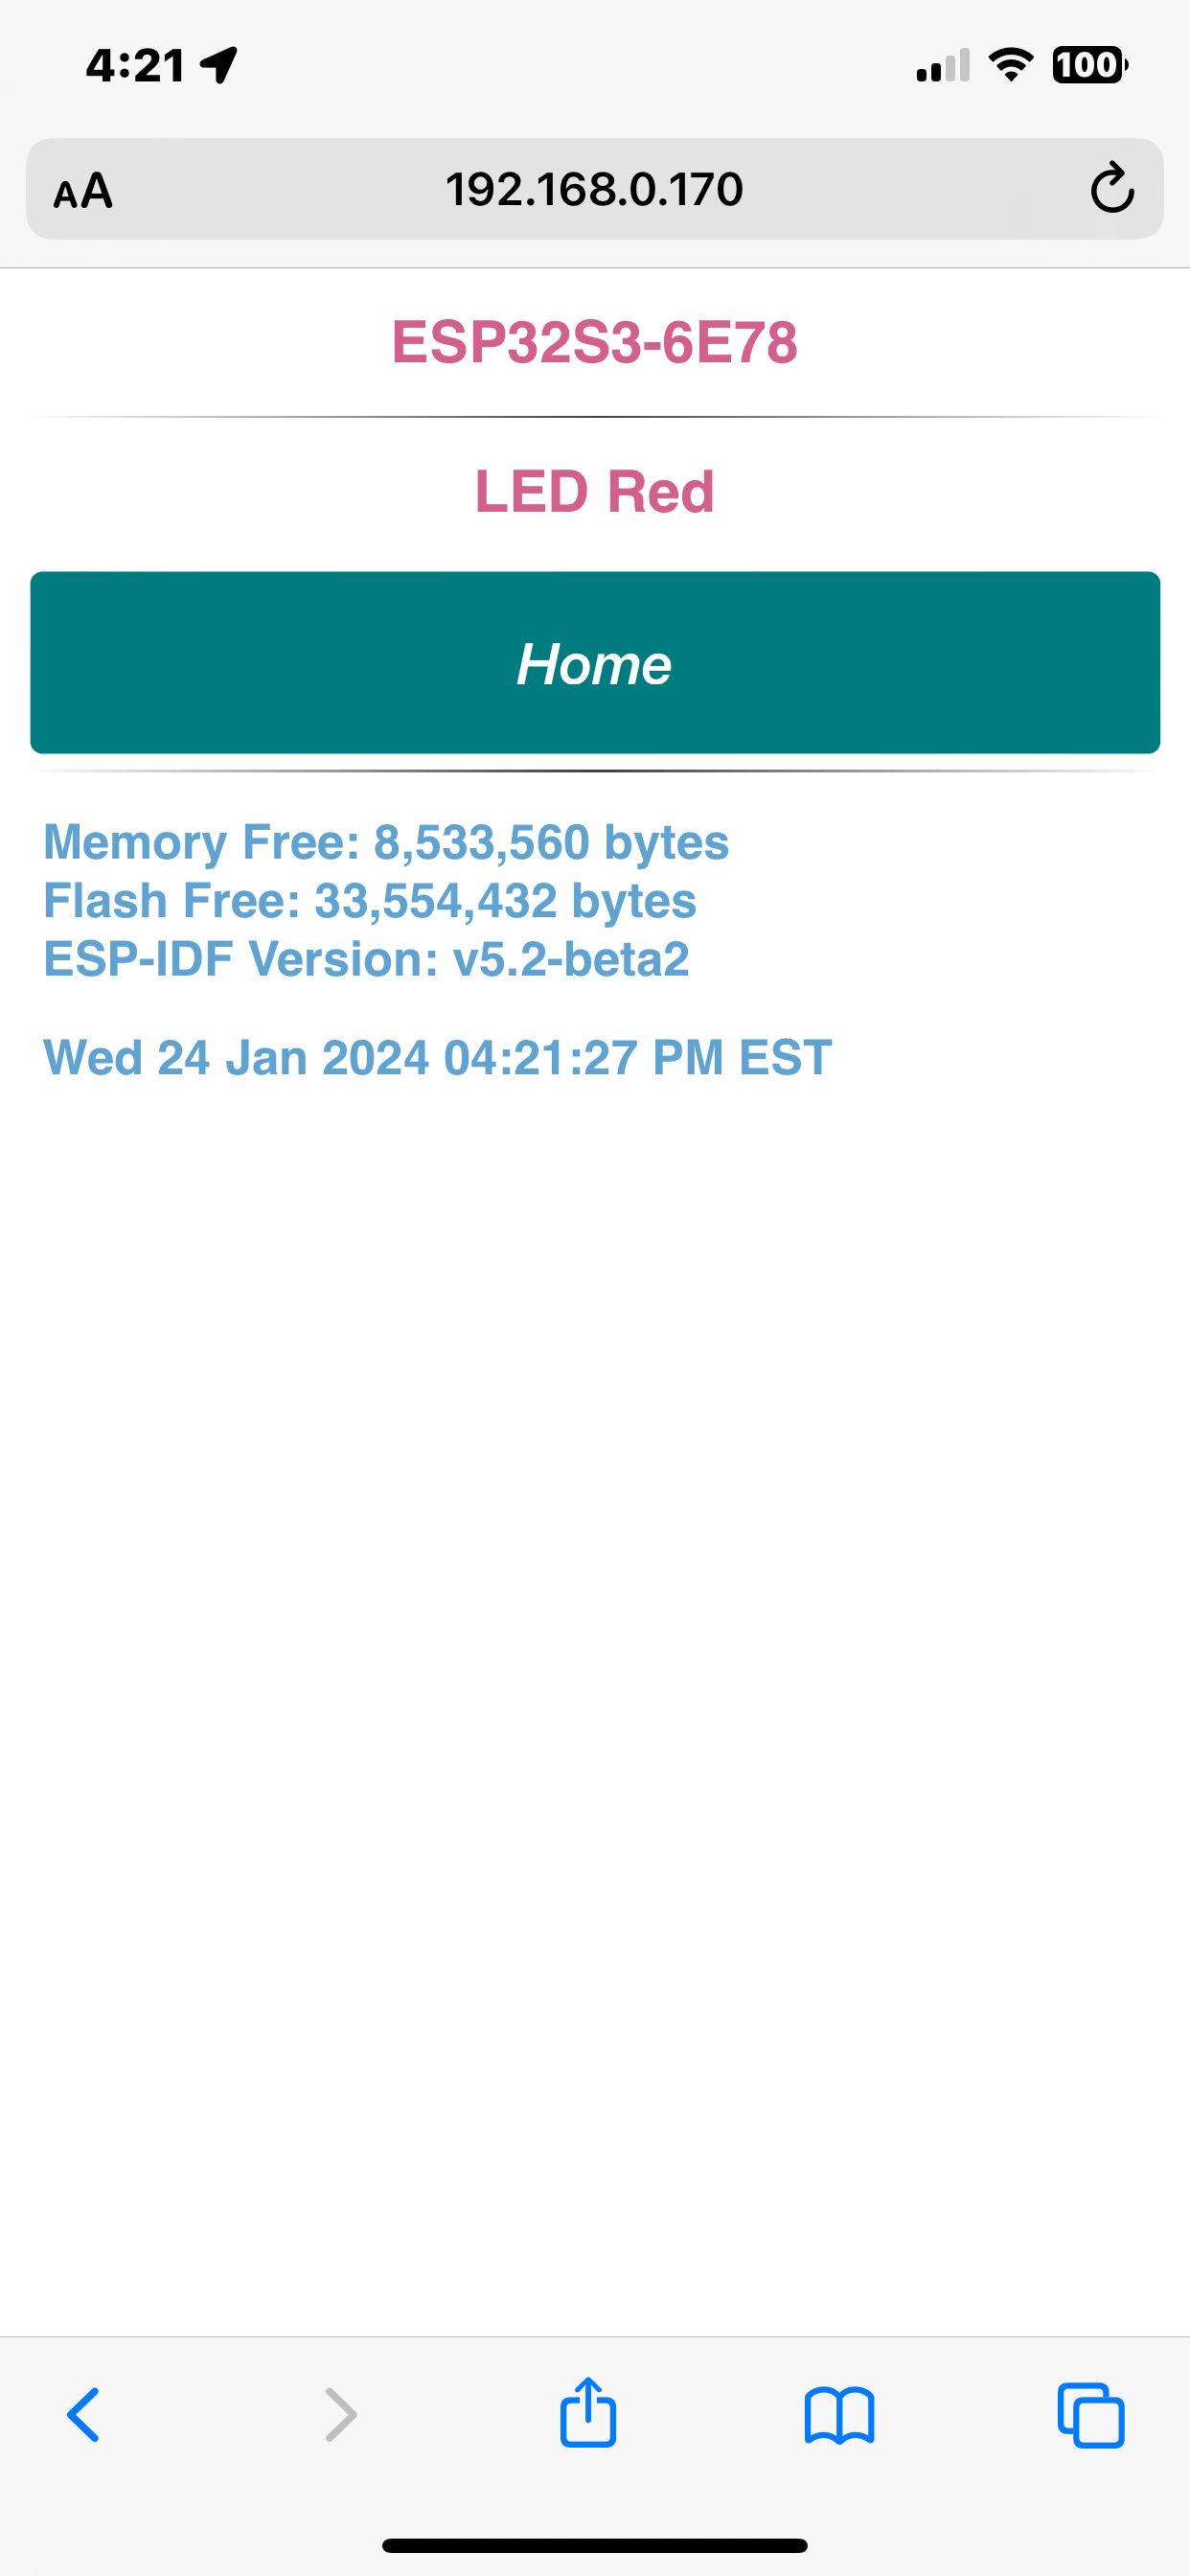 4:21
100
AA
192.168.0.170
ESP32S3-6E78
LED Red
Home
Memory Free: 8,533,560 bytes
Flash Free: 33,554,432 bytes
ESP-IDF Version: v5.2-beta2
Wed 24 Jan 2024 04:21:27 PM EST